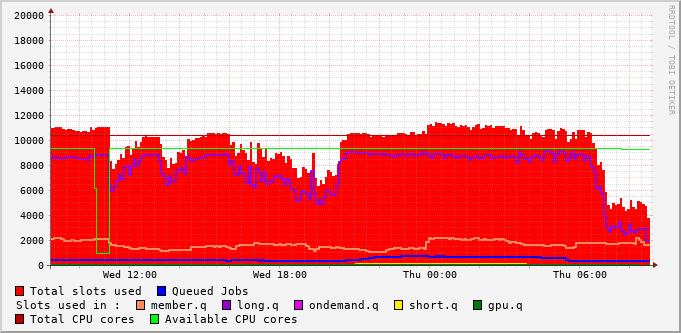 20000
18000
16000
14000
12000
10000
8000
6000
4000
2000
0
Wed 12:00 Wed 18:00 Thu 00:00 Thu 06:00
Total slots used Queued Jobs
Slots used in : member.q long.q ondemand.q short.q gpu.q
Total CPU cores Available CPU cores
RRDTOOL / TOBI OETIKER